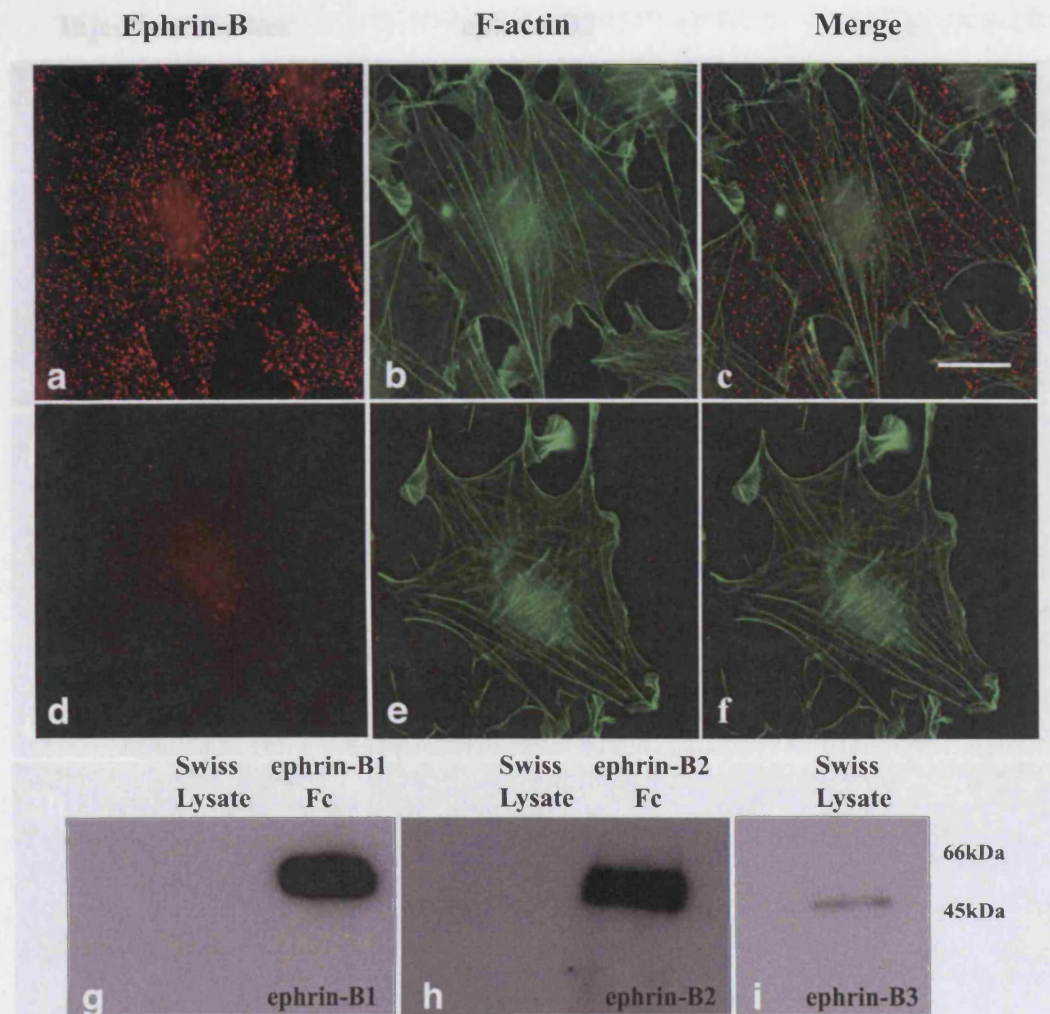 Ephrin-B F-actin Merge
a b c
d e f
Swiss ephrin-B1 Swiss ephrin-B2 Swiss
Lysate Fc Lysate Fc Lysate
66kDa
45kDa
g ephrin-B1 h ephrin-B2 i ephrin-B3